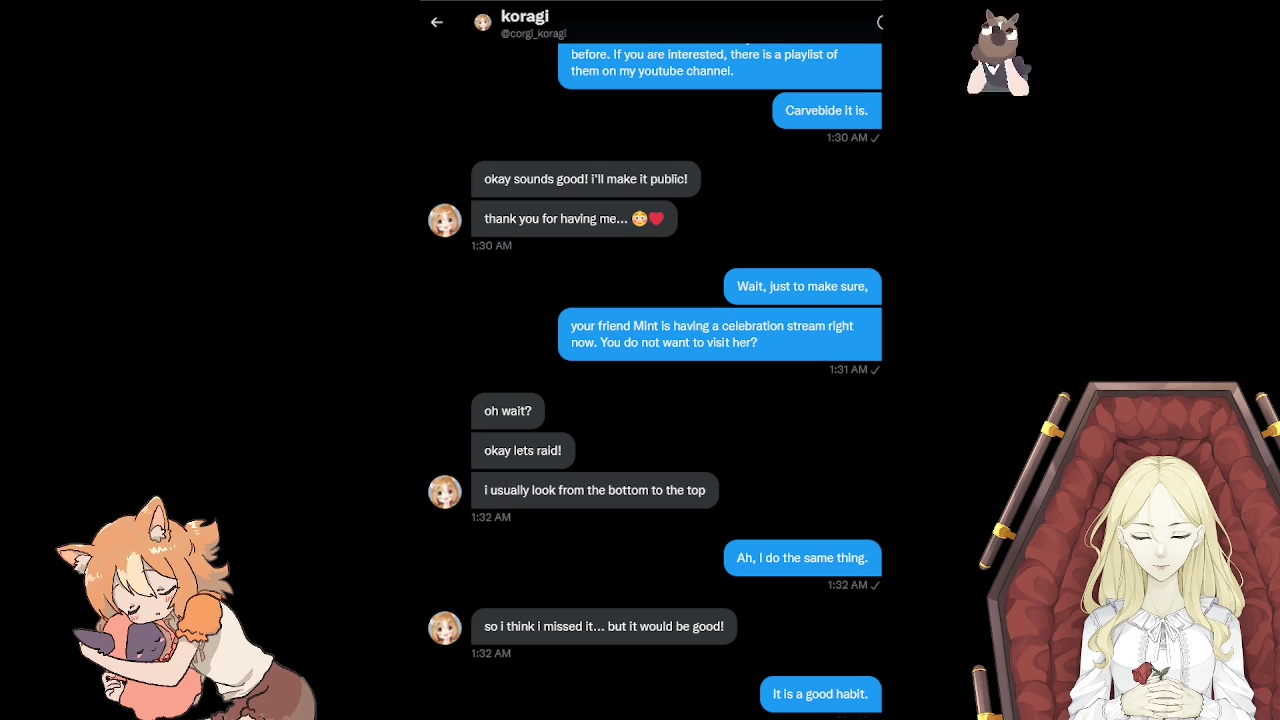 koragi
@corgi_koragi
before. If you are interested, there is a playlist of
them on my youtube channel.
Carvebide it is.
1:30 AM ✓
okay sounds good! i'll make it public!
thank you for having me... 😳❤️
1:30 AM
Wait, just to make sure,
your friend Mint is having a celebration stream right
now. You do not want to visit her?
1:31 AM ✓
oh wait?
okay lets raid!
i usually look from the bottom to the top
1:32 AM
Ah, I do the same thing.
1:32 AM ✓
so i think i missed it... but it would be good!
1:32 AM
It is a good habit.